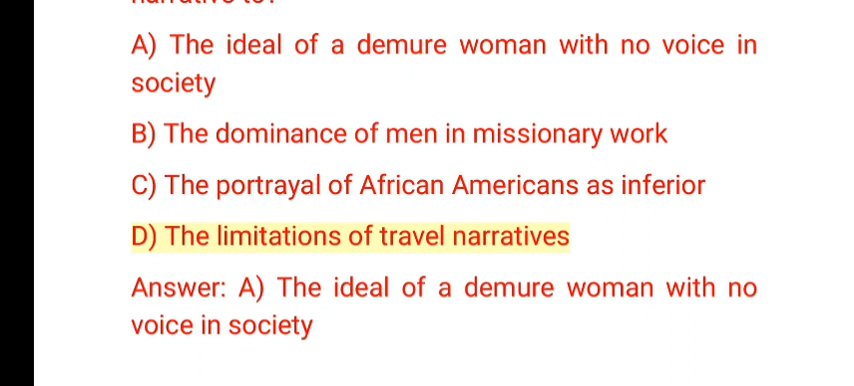 A) The ideal of a demure woman with no voice in
society
B) The dominance of men in missionary work
C) The portrayal of African Americans as inferior
D) The limitations of travel narratives
Answer: A) The ideal of a demure woman with no
voice in society